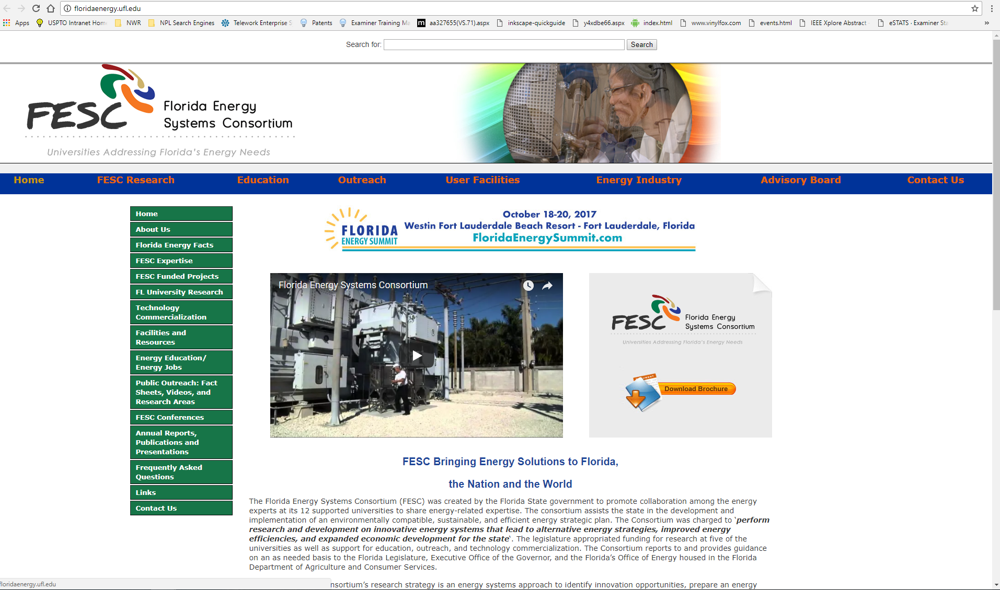 floridaenergy.ufl.edu
Apps USPTO Intranet Home NWR NPL Search Engines Telework Enterprise S Patents Examiner Training Ma m aa327655(VS.71).aspx inkscape-quickguide y4xdbe66.aspx index.html www.vinylfox.com events.html IEEE Xplore Abstract - eSTATS · Examiner Sta »
Search for: Search
FESC Florida Energy
Systems Consortium
Universities Addressing Florida's Energy Needs
Home FESC Research Education Outreach User Facilities Energy Industry Advisory Board Contact Us
Home
About Us
Florida Energy Facts
FESC Expertise
FESC Funded Projects
FL University Research
Technology
Commercialization
Facilities and
Resources
Energy Education/
Energy Jobs
Public Outreach: Fact
Sheets, Videos, and
Research Areas
FESC Conferences
Annual Reports,
Publications and
Presentations
Frequently Asked
Questions
Links
Contact Us
FLORIDA
ENERGY SUMMIT
October 18-20, 2017
Westin Fort Lauderdale Beach Resort - Fort Lauderdale, Florida
FloridaEnergySummit.com
Florida Energy Systems Consortium
FESC Florida Energy
Systems Consortium
Universities Addressing Florida's Energy Needs
Download Brochure
FESC Bringing Energy Solutions to Florida,
the Nation and the World
The Florida Energy Systems Consortium (FESC) was created by the Florida State government to promote collaboration among the energy
experts at its 12 supported universities to share energy-related expertise. The consortium assists the state in the development and
implementation of an environmentally compatible, sustainable, and efficient energy strategic plan. The Consortium was charged to ‘perform
research and development on innovative energy systems that lead to alternative energy strategies, improved energy
efficiencies, and expanded economic development for the state‘. The legislature appropriated funding for research at five of the
universities as well as support for education, outreach, and technology commercialization. The Consortium reports to and provides guidance
on an as needed basis to the Florida Legislature, Executive Office of the Governor, and the Florida’s Office of Energy housed in the Florida
Department of Agriculture and Consumer Services.
nsortium’s research strategy is an energy systems approach to identify innovation opportunities, prepare an energy
floridaenergy.ufl.edu